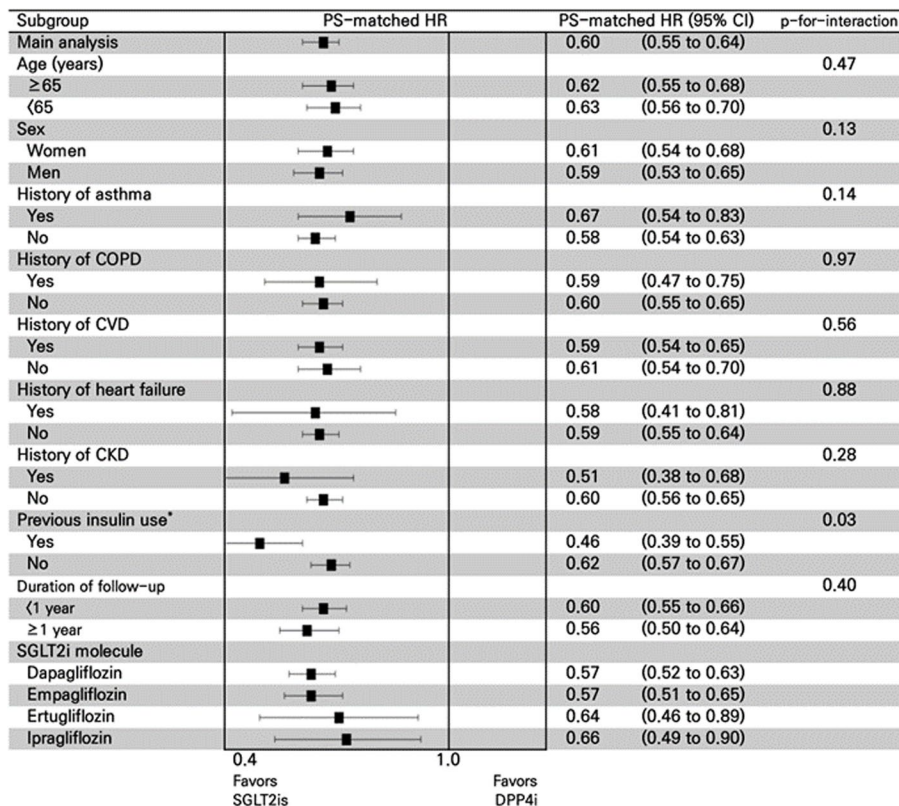 Subgroup PS-matched HR PS-matched HR (95% CI) p-for-interaction
Main analysis 0.60 (0.55 to 0.64)
Age (years) 0.47
≥65 0.62 (0.55 to 0.68)
<65 0.63 (0.56 to 0.70)
Sex 0.13
Women 0.61 (0.54 to 0.68)
Men 0.59 (0.53 to 0.65)
History of asthma 0.14
Yes 0.67 (0.54 to 0.83)
No 0.58 (0.54 to 0.63)
History of COPD 0.97
Yes 0.59 (0.47 to 0.75)
No 0.60 (0.55 to 0.65)
History of CVD 0.56
Yes 0.59 (0.54 to 0.65)
No 0.61 (0.54 to 0.70)
History of heart failure 0.88
Yes 0.58 (0.41 to 0.81)
No 0.59 (0.55 to 0.64)
History of CKD 0.28
Yes 0.51 (0.38 to 0.68)
No 0.60 (0.56 to 0.65)
Previous insulin use* 0.03
Yes 0.46 (0.39 to 0.55)
No 0.62 (0.57 to 0.67)
Duration of follow-up 0.40
<1 year 0.60 (0.55 to 0.66)
≥1 year 0.56 (0.50 to 0.64)
SGLT2i molecule
Dapagliflozin 0.57 (0.52 to 0.63)
Empagliflozin 0.57 (0.51 to 0.65)
Ertugliflozin 0.64 (0.46 to 0.89)
Ipragliflozin 0.66 (0.49 to 0.90)
0.4 1.0
Favors Favors
SGLT2is DPP4i